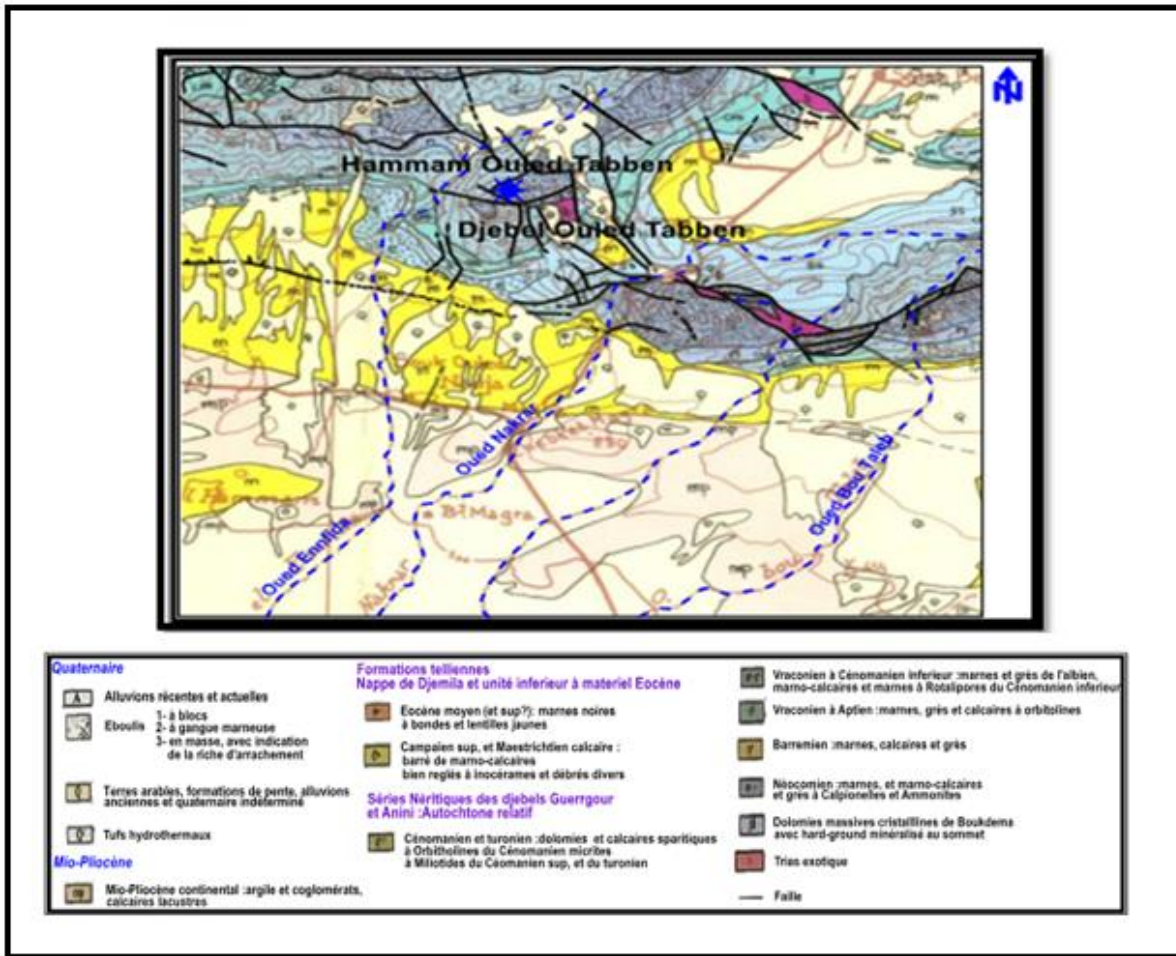 N
Hammam Ouled Tabben
Djebel Ouled Tabben
Oued Nakrar
Oued Ennfida
Oued Bou Taleb
Bt Magra
Nakrar
Quaternaire
A Alluvions récentes et actuelles
Eboulis 1- à blocs
2- à gangue marneuse
3- en masse, avec indication
de la riche d'arrachement
Terres arables, formations de pente, alluvions
anciennes et quaternaire indéterminé
Tufs hydrothermaux
Mio-Pliocène
mp Mio-Pliocène continental :argile et coglomérats,
calcaires lacustres
Formations telliennes
Nappe de Djemila et unité inferieur à materiel Eocène
Eocène moyen (et sup?): marnes noires
à bondes et lentilles jaunes
Campaien sup, et Maestrichtien calcaire :
barré de marno-calcaires
bien reglés à inocérames et débrés divers
Séries Néritiques des djebels Guerrgour
et Anini :Autochtone relatif
Cénomanien et turonien :dolomies et calcaires sparitiques
à Orbitholines du Cénomanien micrites
à Miliotides du Céomanien sup, et du turonien
Vraconien à Cénomanien inferieur :marnes et grès de l'albien,
marno-calcaires et marnes à Rotalipores du Cénomanien inferieur
Vraconien à Aptien :marnes, grès et calcaires à orbitolines
Barremien :marnes, calcaires et grès
Néocomien :marnes, et marno-calcaires
et grès à Calpionelles et Ammonites
Dolomies massives cristalllines de Boukdema
avec hard-ground minéralisé au sommet
Trias exotique
Faille